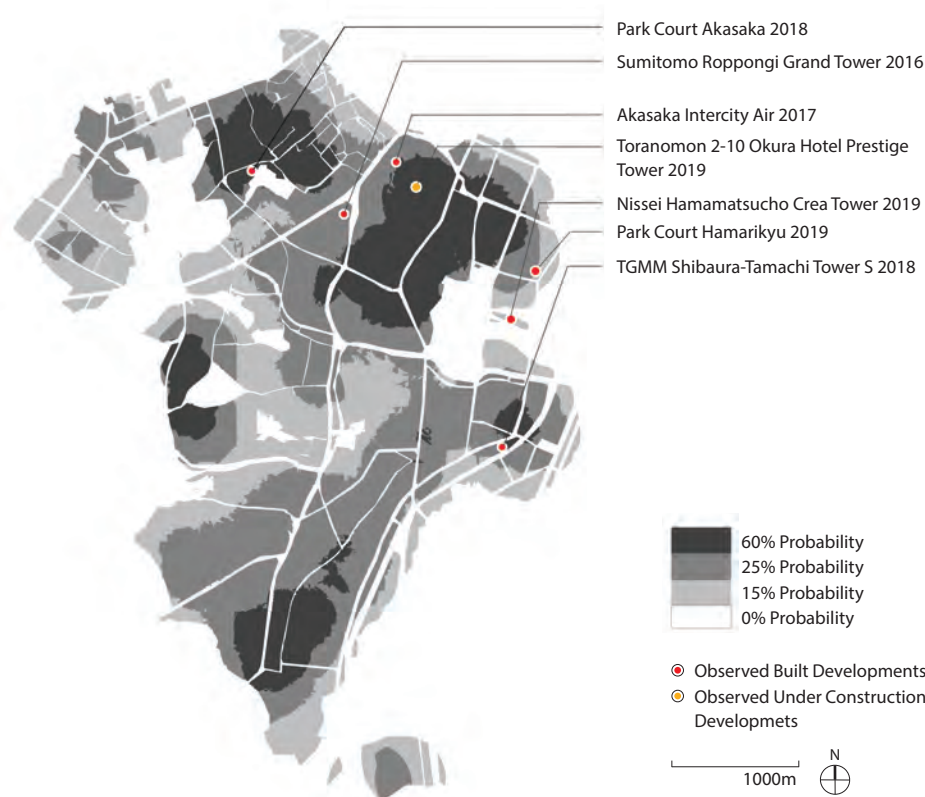 Park Court Akasaka 2018
Sumitomo Roppongi Grand Tower 2016
Akasaka Intercity Air 2017
Toranomon 2-10 Okura Hotel Prestige
Tower 2019
Nissei Hamamatsucho Crea Tower 2019
Park Court Hamarikyu 2019
TGMM Shibaura-Tamachi Tower S 2018
60% Probability
25% Probability
15% Probability
0% Probability
Observed Built Developments
Observed Under Construction
Developmets
N
1000m